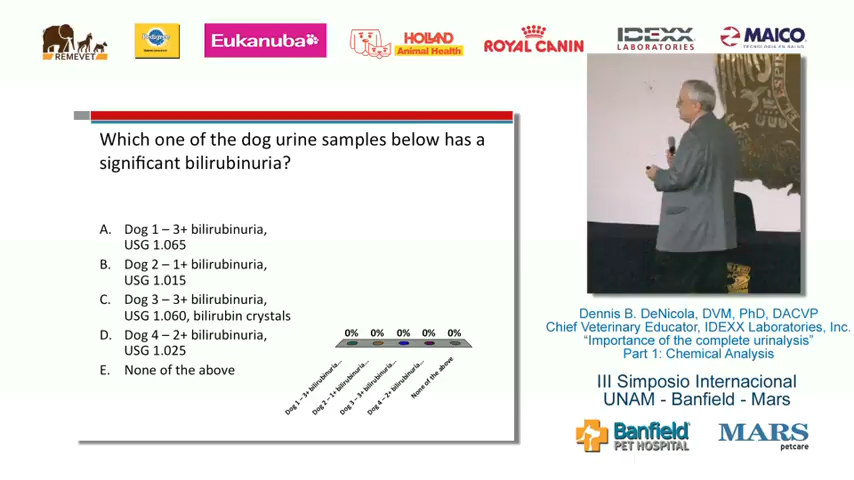 REMEVET
Pedigree
Eukanuba
HOLLAND
Animal Health
ROYAL CANIN
IDEXX
LABORATORIES
MAICO
TECNOLOGÍA EN SALUD
Which one of the dog urine samples below has a
significant bilirubinuria?
A. Dog 1 – 3+ bilirubinuria,
USG 1.065
B. Dog 2 – 1+ bilirubinuria,
USG 1.015
C. Dog 3 – 3+ bilirubinuria,
USG 1.060, bilirubin crystals
D. Dog 4 – 2+ bilirubinuria,
USG 1.025
E. None of the above
0% 0% 0% 0% 0%
Dog 1 – 3+ bilirubinuria...
Dog 2 – 1+ bilirubinuria...
Dog 3 – 3+ bilirubinuria...
Dog 4 – 2+ bilirubinuria...
None of the above
Dennis B. DeNicola, DVM, PhD, DACVP
Chief Veterinary Educator, IDEXX Laboratories, Inc.
“Importance of the complete urinalysis”
Part 1: Chemical Analysis
III Simposio Internacional
UNAM - Banfield - Mars
Banfield
PET HOSPITAL
MARS
petcare